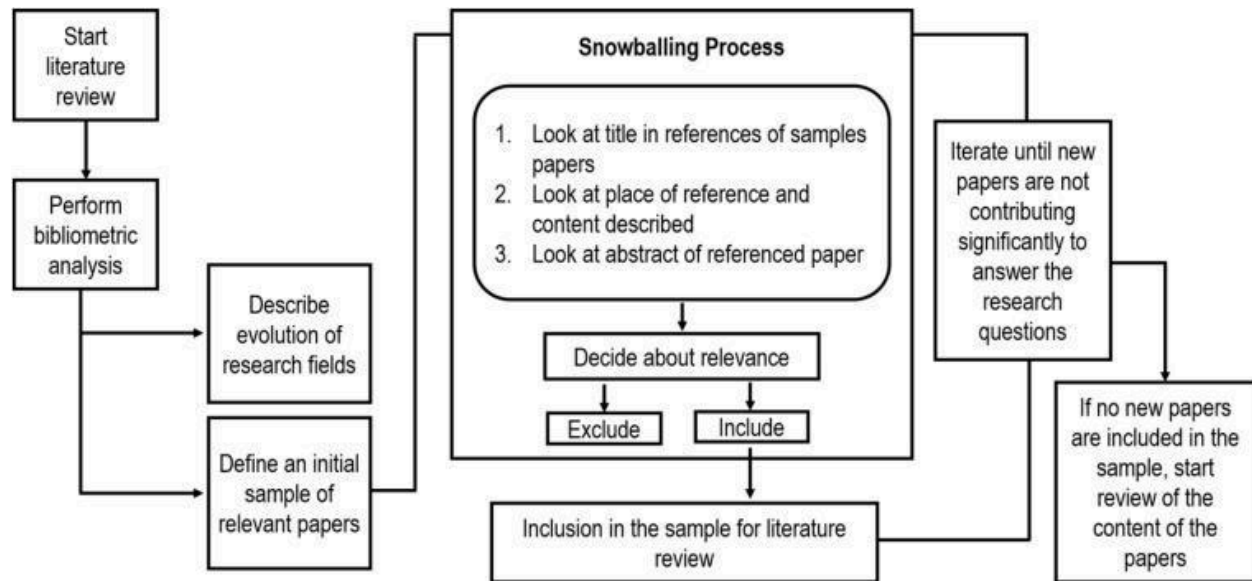 Start
literature
review
Perform
bibliometric
analysis
Describe
evolution of
research fields
Define an initial
sample of
relevant papers
Snowballing Process
1. Look at title in references of samples
papers
2. Look at place of reference and
content described
3. Look at abstract of referenced paper
Decide about relevance
Exclude
Include
Inclusion in the sample for literature
review
Iterate until new
papers are not
contributing
significantly to
answer the
research
questions
If no new papers
are included in the
sample, start
review of the
content of the
papers